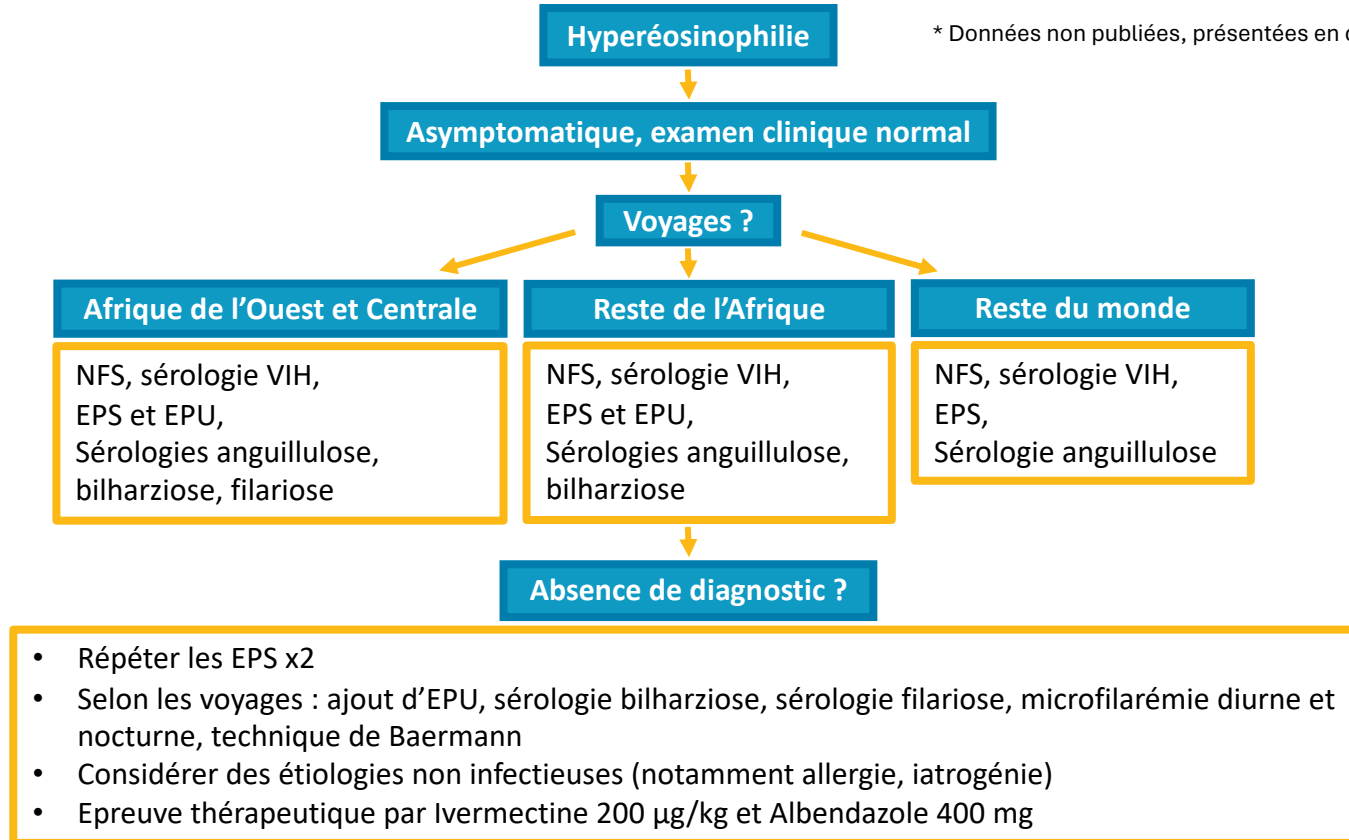 Hyperéosinophilie
* Données non publiées, présentées en
Asymptomatique, examen clinique normal
Voyages ?
Afrique de l'Ouest et Centrale
NFS, sérologie VIH,
EPS et EPU,
Sérologies anguillulose,
bilharziose, filariose
Reste de l'Afrique
NFS, sérologie VIH,
EPS et EPU,
Sérologies anguillulose,
bilharziose
Reste du monde
NFS, sérologie VIH,
EPS,
Sérologie anguillulose
Absence de diagnostic ?
• Répéter les EPS x2
• Selon les voyages : ajout d'EPU, sérologie bilharziose, sérologie filariose, microfilarémie diurne et
nocturne, technique de Baermann
• Considérer des étiologies non infectieuses (notamment allergie, iatrogénie)
• Epreuve thérapeutique par Ivermectine 200 µg/kg et Albendazole 400 mg